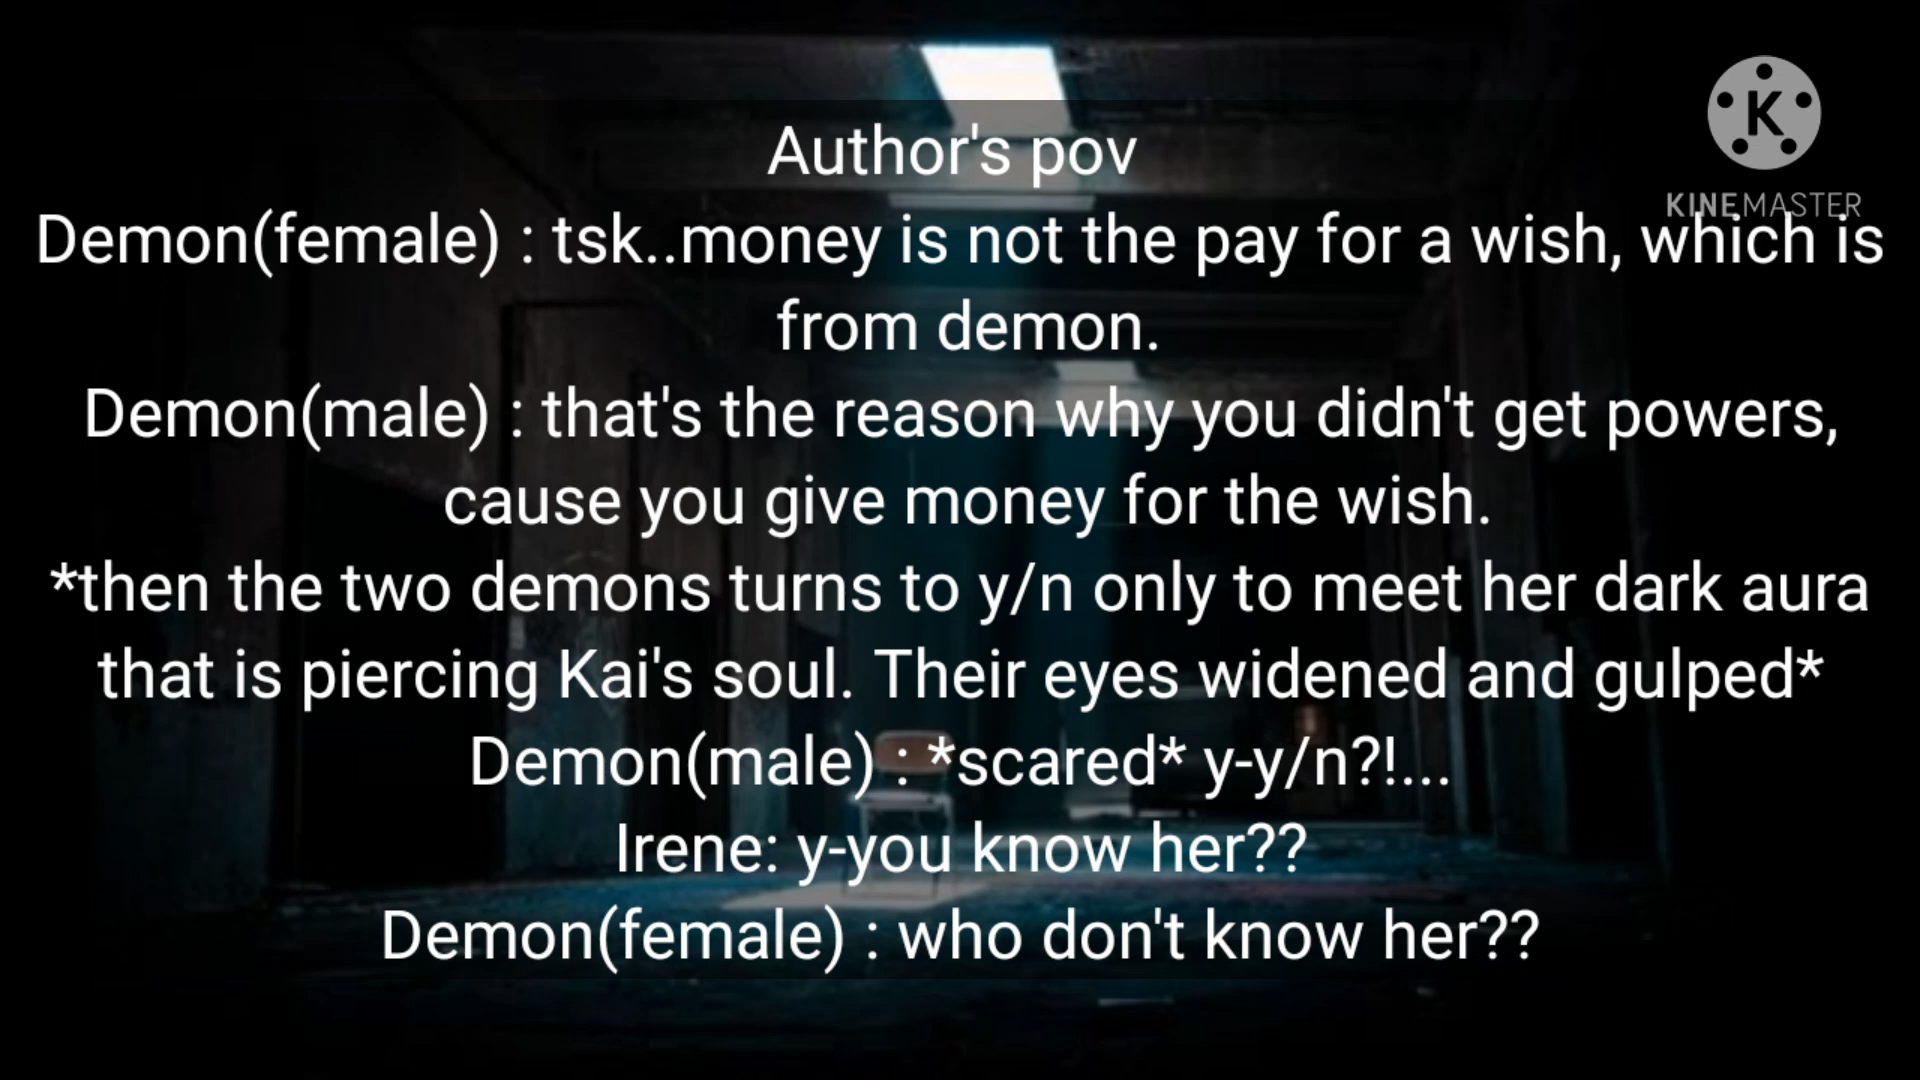 Author's pov
K
KINEMASTER
Demon(female) : tsk..money is not the pay for a wish, which is
from demon.
Demon(male) : that's the reason why you didn't get powers,
cause you give money for the wish.
*then the two demons turns to y/n only to meet her dark aura
that is piercing Kai's soul. Their eyes widened and gulped*
Demon(male) : *scared* y-y/n?!...
Irene: y-you know her??
Demon(female) : who don't know her??